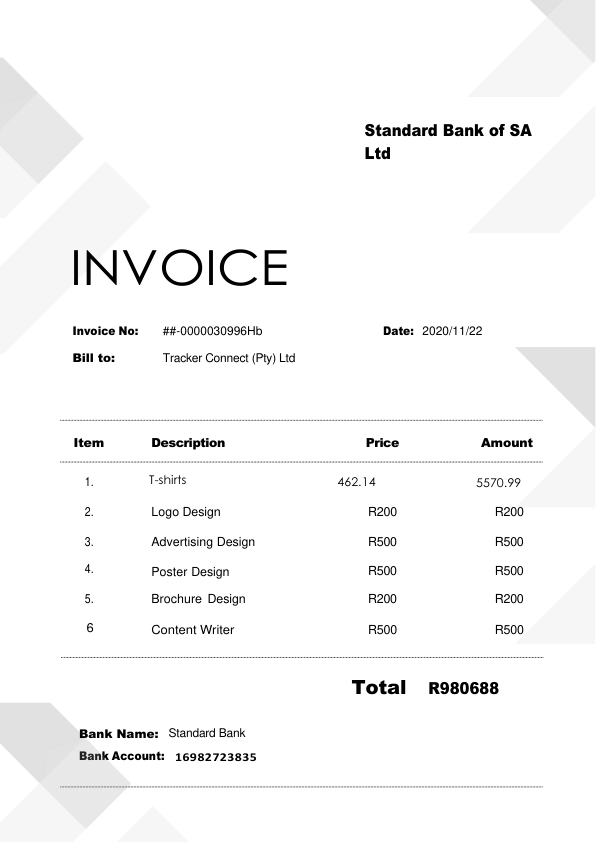 Standard Bank of SA
Ltd
INVOICE
Invoice No: ##-0000030996Hb Date: 2020/11/22
Bill to: Tracker Connect (Pty) Ltd
Item Description Price Amount
1. T-shirts 462.14 5570.99
2. Logo Design R200 R200
3. Advertising Design R500 R500
4. Poster Design R500 R500
5. Brochure Design R200 R200
6 Content Writer R500 R500
Total R980688
Bank Name: Standard Bank
Bank Account: 16982723835